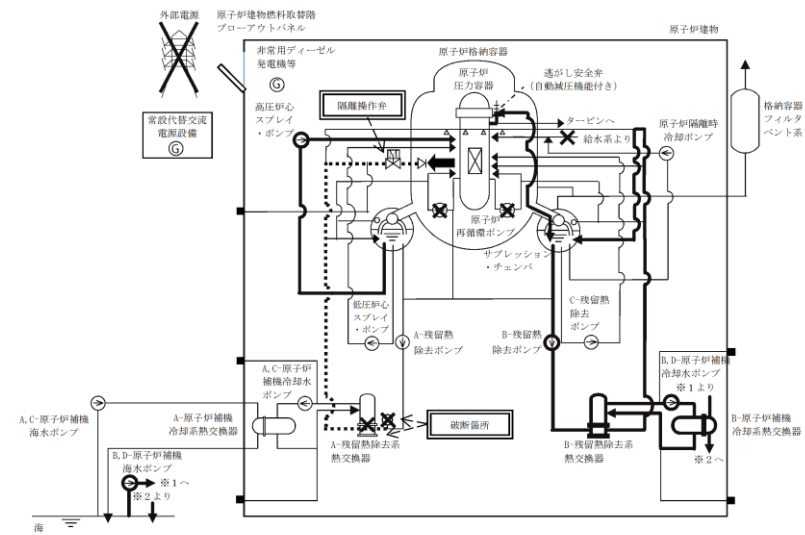 外部電源
原子炉建物燃料取替階
ブローアウトパネル
原子炉建物
非常用ディーゼル
発電機等
G
原子炉格納容器
原子炉
圧力容器
逃がし安全弁
(自動減圧機能付き)
隔離操作弁
高圧炉心
スプレイ
・ポンプ
常設代替交流
電源設備
G
タービンへ
給水系より
原子炉隔離時
冷却ポンプ
格納容器
フィルタ
ベント系
原子炉
再循環ポンプ
サプレッション
・チェンバ
低圧炉心
スプレイ
・ポンプ
A-残留熱
除去ポンプ
B-残留熱
除去ポンプ
C-残留熱
除去
ポンプ
A,C-原子炉補機
海水ポンプ
A-原子炉補機
冷却系熱交換器
A,C-原子炉
補機冷却水
ポンプ
A-残留熱除去系
熱交換器
破断箇所
B-残留熱除去系
熱交換器
B,D-原子炉補機
冷却水ポンプ
※1より
B-原子炉補機
冷却系熱交換器
※2へ
B,D-原子炉補機
海水ポンプ
※1へ
※2より
海